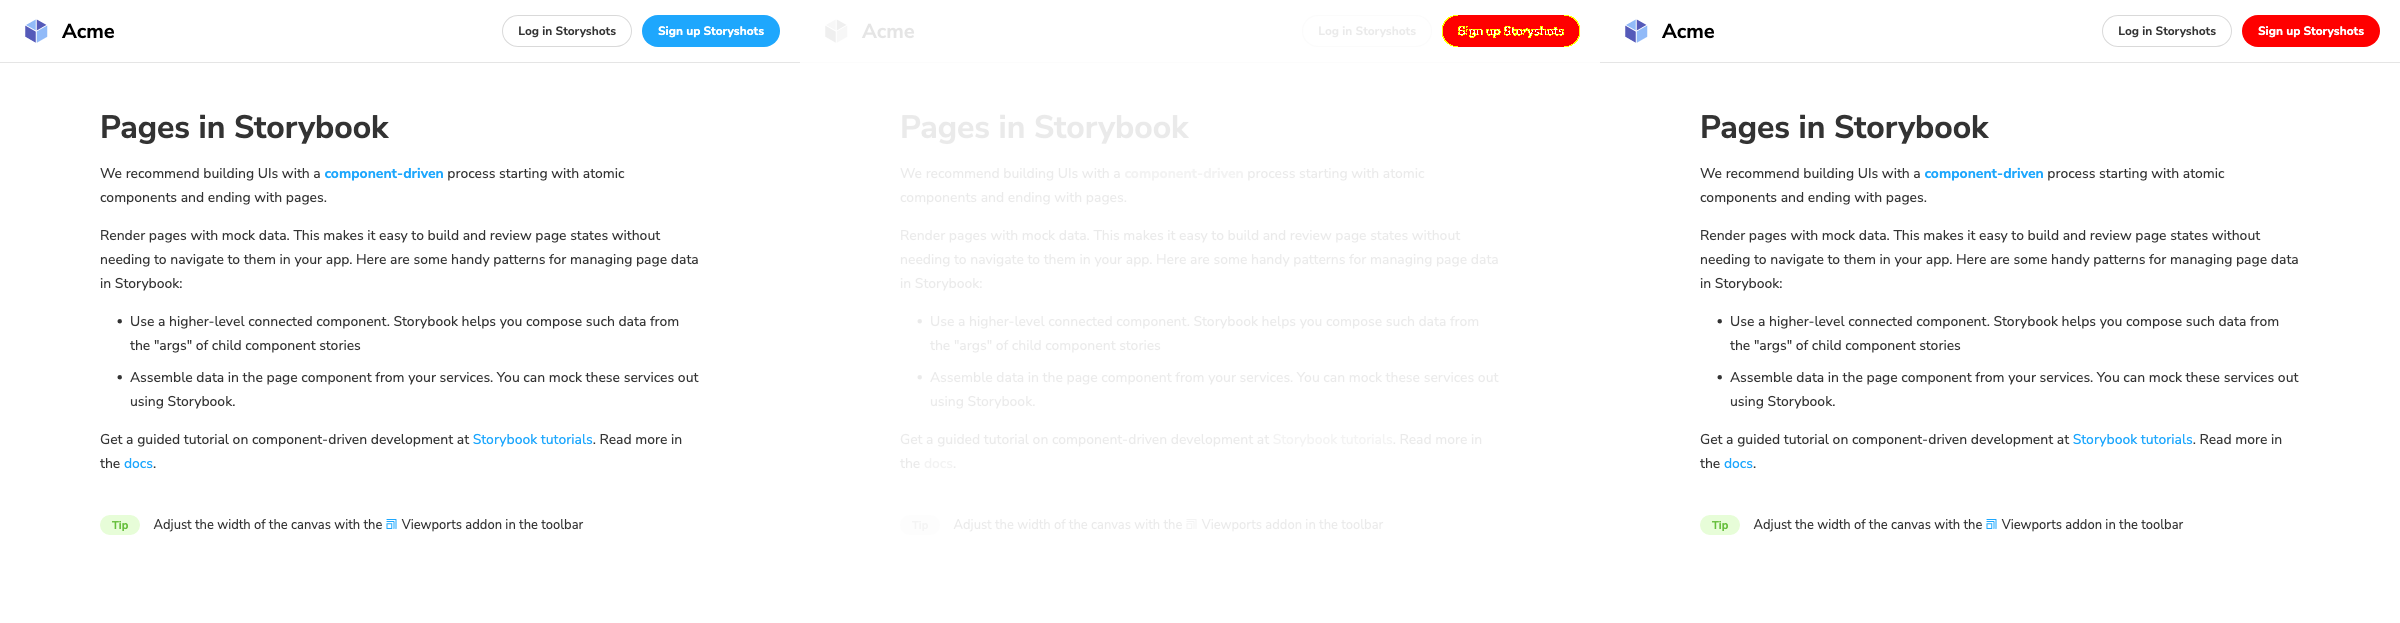 Acme
Log in Storyshots
Sign up Storyshots
Pages in Storybook
We recommend building UIs with a component-driven process starting with atomic
components and ending with pages.
Render pages with mock data. This makes it easy to build and review page states without
needing to navigate to them in your app. Here are some handy patterns for managing page data
in Storybook:
• Use a higher-level connected component. Storybook helps you compose such data from
the "args" of child component stories
• Assemble data in the page component from your services. You can mock these services out
using Storybook.
Get a guided tutorial on component-driven development at Storybook tutorials. Read more in
the docs.
Tip Adjust the width of the canvas with the Viewports addon in the toolbar
Acme
Log in Storyshots
Sign up Storyshots
Pages in Storybook
We recommend building UIs with a component-driven process starting with atomic
components and ending with pages.
Render pages with mock data. This makes it easy to build and review page states without
needing to navigate to them in your app. Here are some handy patterns for managing page data
in Storybook:
• Use a higher-level connected component. Storybook helps you compose such data from
the "args" of child component stories
• Assemble data in the page component from your services. You can mock these services out
using Storybook.
Get a guided tutorial on component-driven development at Storybook tutorials. Read more in
the docs.
Tip Adjust the width of the canvas with the Viewports addon in the toolbar
Acme
Log in Storyshots
Sign up Storyshots
Pages in Storybook
We recommend building UIs with a component-driven process starting with atomic
components and ending with pages.
Render pages with mock data. This makes it easy to build and review page states without
needing to navigate to them in your app. Here are some handy patterns for managing page data
in Storybook:
• Use a higher-level connected component. Storybook helps you compose such data from
the "args" of child component stories
• Assemble data in the page component from your services. You can mock these services out
using Storybook.
Get a guided tutorial on component-driven development at Storybook tutorials. Read more in
the docs.
Tip Adjust the width of the canvas with the Viewports addon in the toolbar